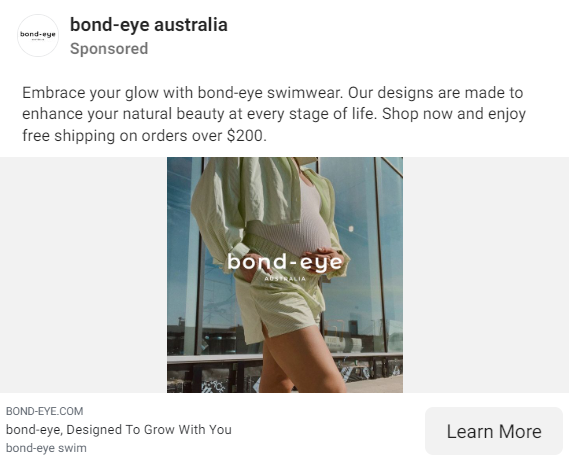 bond-eye
bond-eye australia
Sponsored
Embrace your glow with bond-eye swimwear. Our designs are made to
enhance your natural beauty at every stage of life. Shop now and enjoy
free shipping on orders over $200.
bond-eye
AUSTRALIA
BOND-EYE.COM
bond-eye, Designed To Grow With You
bond-eye swim
Learn More